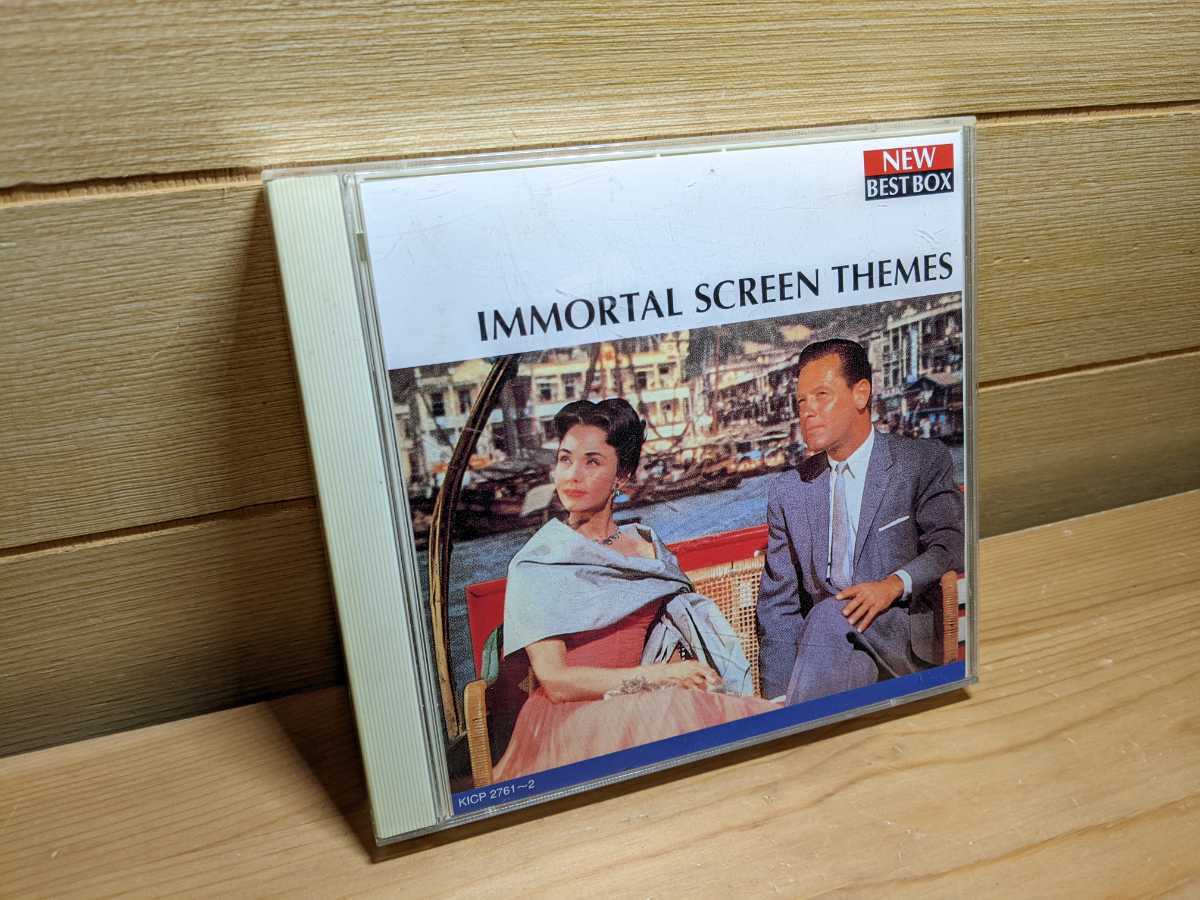 NEW
BEST BOX
IMMORTAL SCREEN THEMES
KICP 2761～2